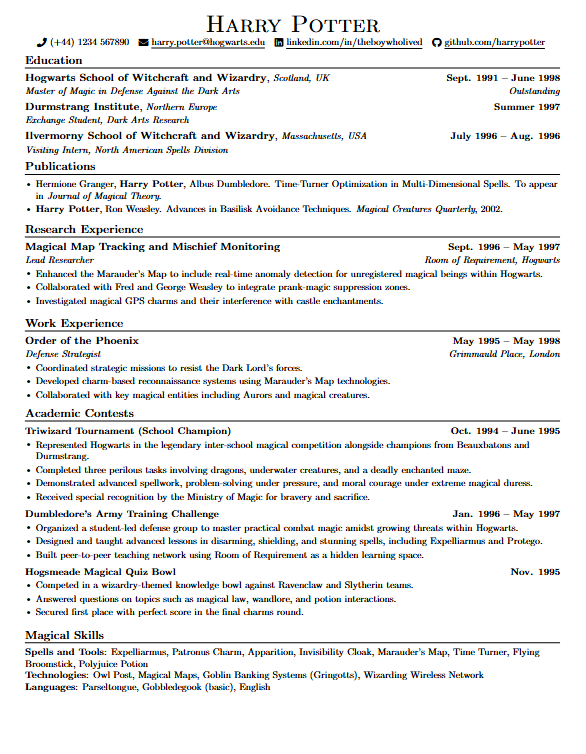 HARRY POTTER
(+44) 1234 567890 harry.potter@hogwarts.edu linkedin.com/in/theboywholived github.com/harrypotter
Education
Hogwarts School of Witchcraft and Wizardry, Scotland, UK Sept. 1991 – June 1998
Master of Magic in Defense Against the Dark Arts Outstanding
Durmstrang Institute, Northern Europe Summer 1997
Exchange Student, Dark Arts Research
Ilvermorny School of Witchcraft and Wizardry, Massachusetts, USA July 1996 – Aug. 1996
Visiting Intern, North American Spells Division
Publications
• Hermione Granger, Harry Potter, Albus Dumbledore. Time-Turner Optimization in Multi-Dimensional Spells. To appear
in Journal of Magical Theory.
• Harry Potter, Ron Weasley. Advances in Basilisk Avoidance Techniques. Magical Creatures Quarterly, 2002.
Research Experience
Magical Map Tracking and Mischief Monitoring Sept. 1996 – May 1997
Lead Researcher Room of Requirement, Hogwarts
• Enhanced the Marauder's Map to include real-time anomaly detection for unregistered magical beings within Hogwarts.
• Collaborated with Fred and George Weasley to integrate prank-magic suppression zones.
• Investigated magical GPS charms and their interference with castle enchantments.
Work Experience
Order of the Phoenix May 1995 – May 1998
Defense Strategist Grimmauld Place, London
• Coordinated strategic missions to resist the Dark Lord's forces.
• Developed charm-based reconnaissance systems using Marauder's Map technologies.
• Collaborated with key magical entities including Aurors and magical creatures.
Academic Contests
Triwizard Tournament (School Champion) Oct. 1994 – June 1995
• Represented Hogwarts in the legendary inter-school magical competition alongside champions from Beauxbatons and
Durmstrang.
• Completed three perilous tasks involving dragons, underwater creatures, and a deadly enchanted maze.
• Demonstrated advanced spellwork, problem-solving under pressure, and moral courage under extreme magical duress.
• Received special recognition by the Ministry of Magic for bravery and sacrifice.
Dumbledore's Army Training Challenge Jan. 1996 – May 1997
• Organized a student-led defense group to master practical combat magic amidst growing threats within Hogwarts.
• Designed and taught advanced lessons in disarming, shielding, and stunning spells, including Expelliarmus and Protego.
• Built peer-to-peer teaching network using Room of Requirement as a hidden learning space.
Hogsmeade Magical Quiz Bowl Nov. 1995
• Competed in a wizardry-themed knowledge bowl against Ravenclaw and Slytherin teams.
• Answered questions on topics such as magical law, wandlore, and potion interactions.
• Secured first place with perfect score in the final charms round.
Magical Skills
Spells and Tools: Expelliarmus, Patronus Charm, Apparition, Invisibility Cloak, Marauder's Map, Time Turner, Flying
Broomstick, Polyjuice Potion
Technologies: Owl Post, Magical Maps, Goblin Banking Systems (Gringotts), Wizarding Wireless Network
Languages: Parseltongue, Gobbledegook (basic), English